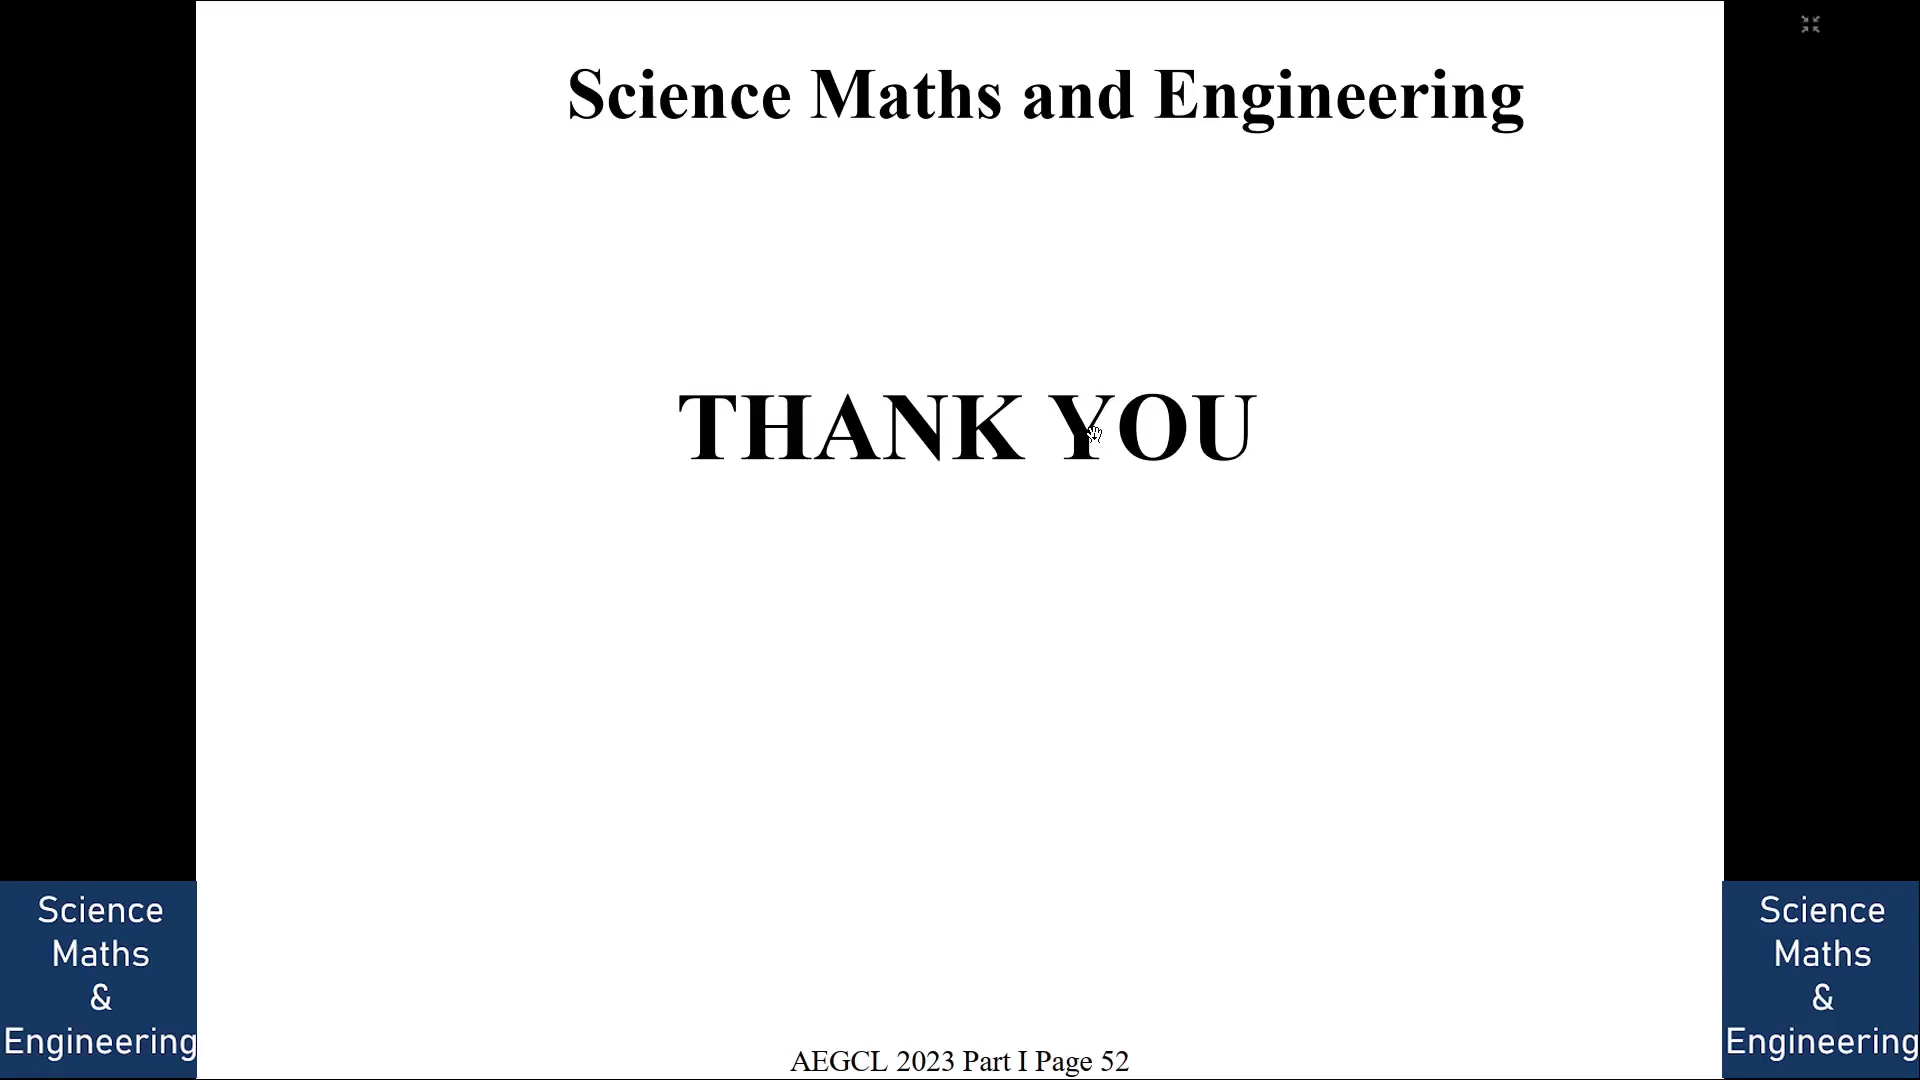 Science Maths and Engineering
THANK YOU
Science
Maths
&
Engineering
Science
Maths
&
Engineering
AEGCL 2023 Part I Page 52